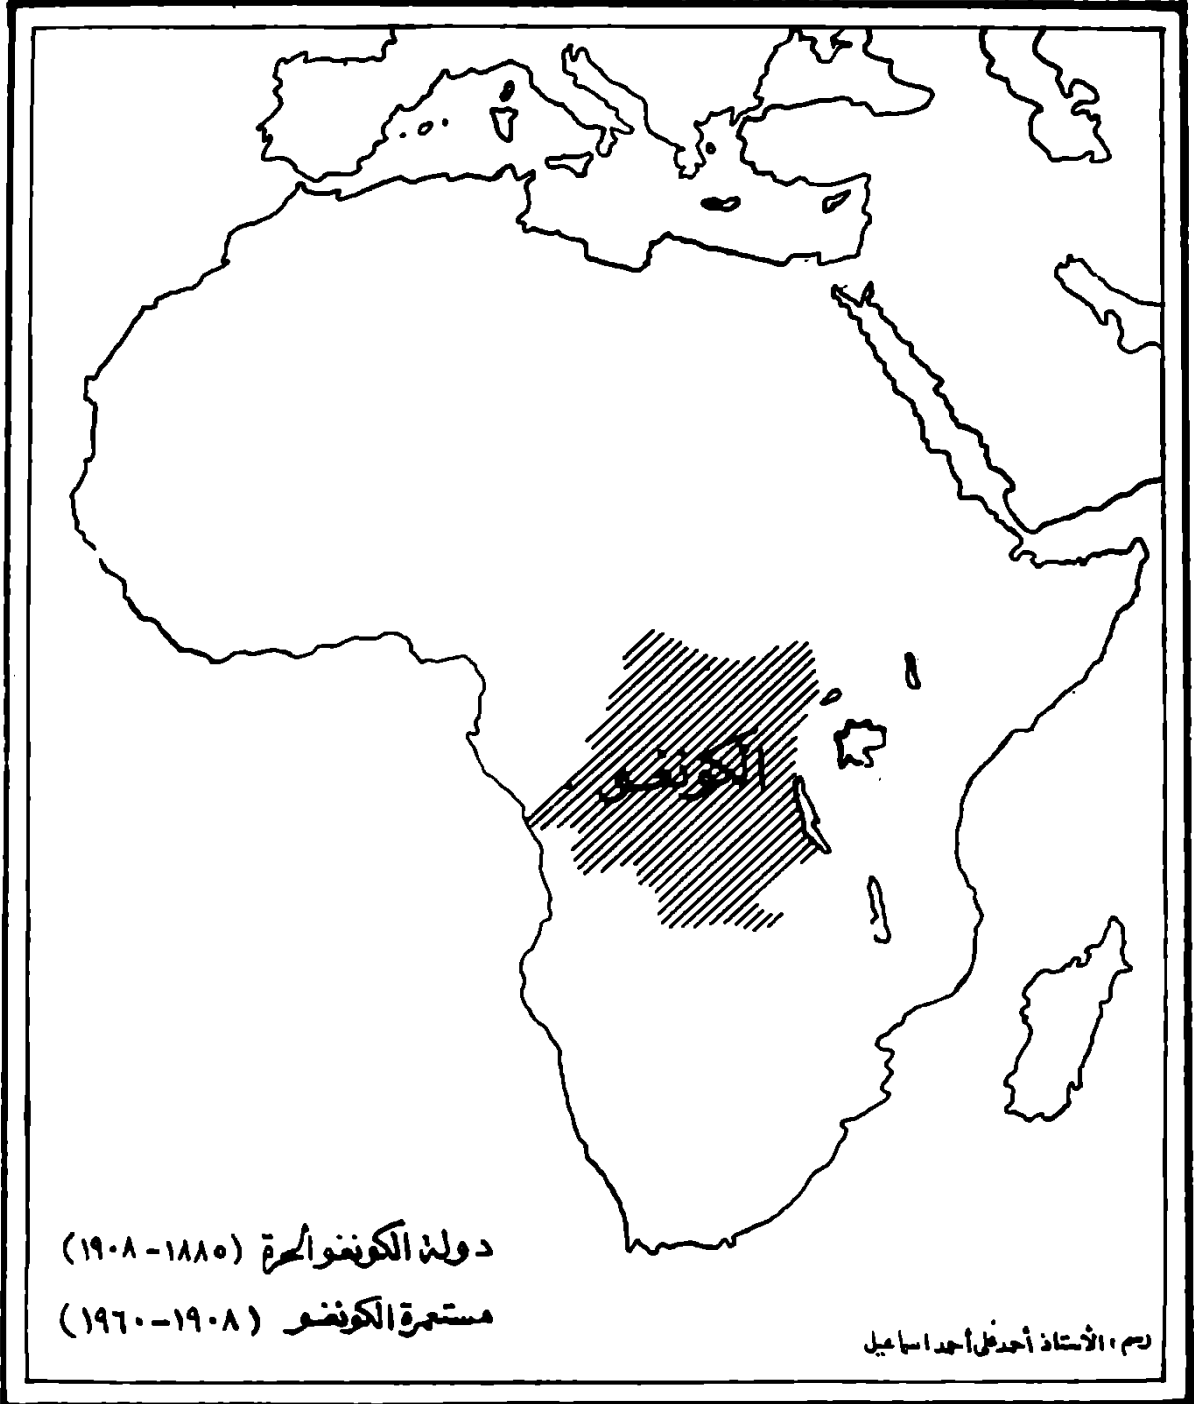 الكونغو
دولة الكونغو الحرة (١٨٨٥-١٩٠٨)
مستعمرة الكونغو (١٩٠٨-١٩٦٠)
رسم: الأستاذ أحمد علي أحمد اسماعيل